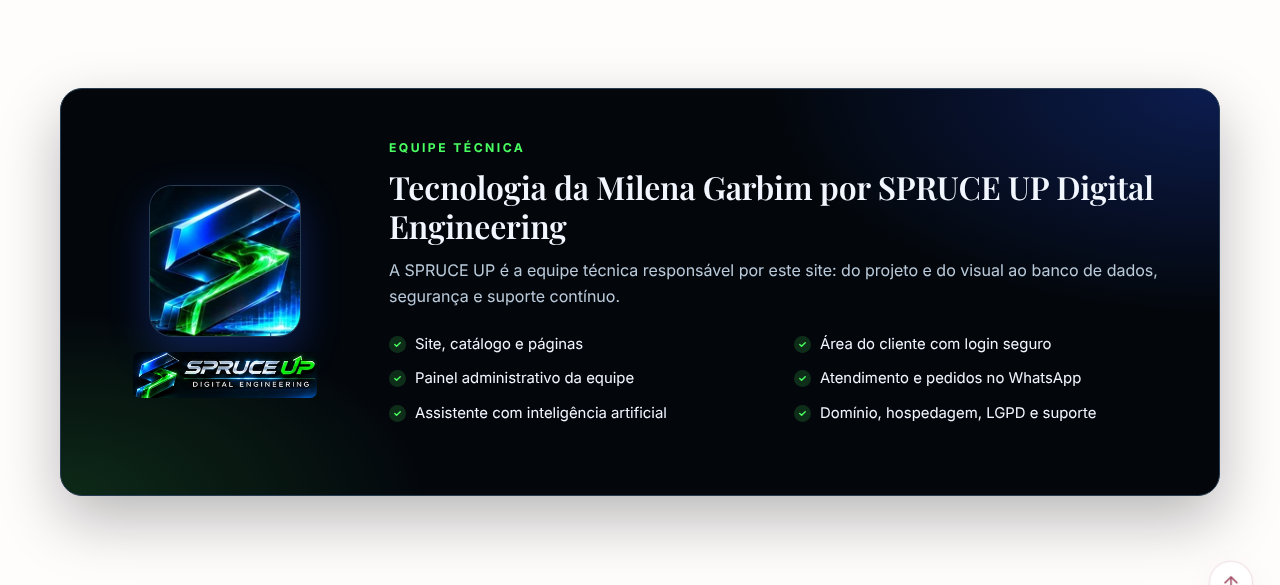 EQUIPE TÉCNICA
Tecnologia da Milena Garbim por SPRUCE UP Digital
Engineering
A SPRUCE UP é a equipe técnica responsável por este site: do projeto e do visual ao banco de dados,
segurança e suporte contínuo.
SPRUCE UP
DIGITAL ENGINEERING
Site, catálogo e páginas
Área do cliente com login seguro
Painel administrativo da equipe
Atendimento e pedidos no WhatsApp
Assistente com inteligência artificial
Domínio, hospedagem, LGPD e suporte